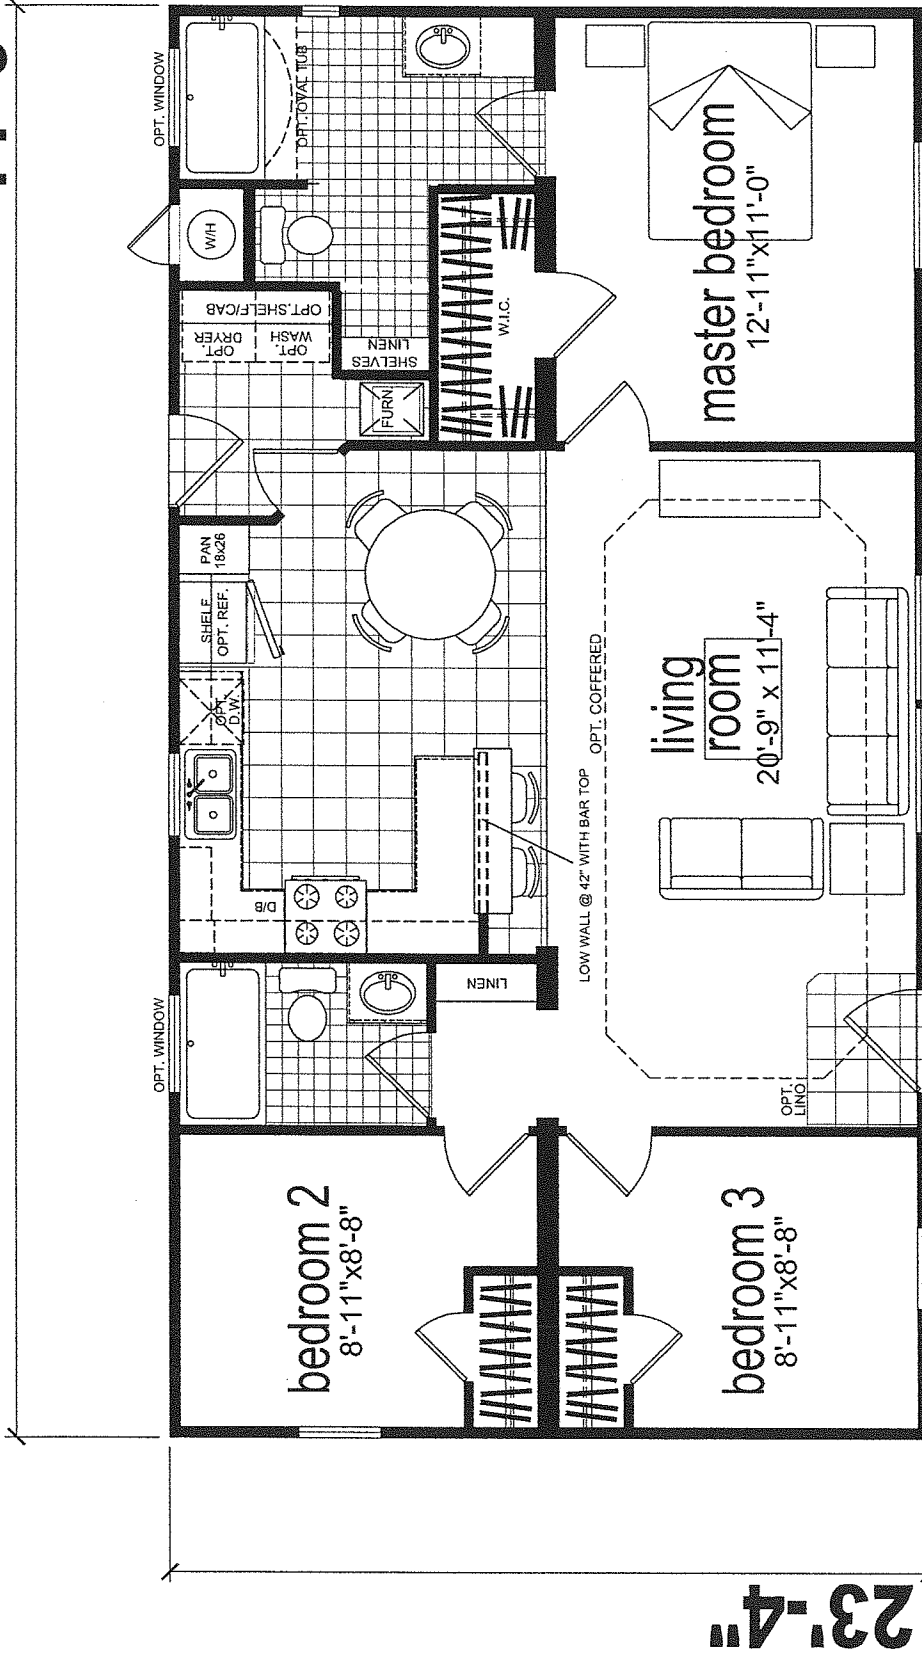 OPT. WINDOW
OPT. OVAL TUB
W/H
OPT.SHELF/CAB
OPT.
DRYER
OPT.
WASH
SHELVES
LINEN
FURN
W.I.C.
master bedroom
12'-11"x11'-0"
PAN
18x26
SHELF
OPT. REF.
OPT.
D.W.
D/B
LOW WALL @ 42" WITH BAR TOP
OPT. COFFERED
living
room
20'-9" x 11'-4"
OPT. WINDOW
LINEN
OPT.
LINO
bedroom 2
8'-11"x8'-8"
bedroom 3
8'-11"x8'-8"
23'-4"